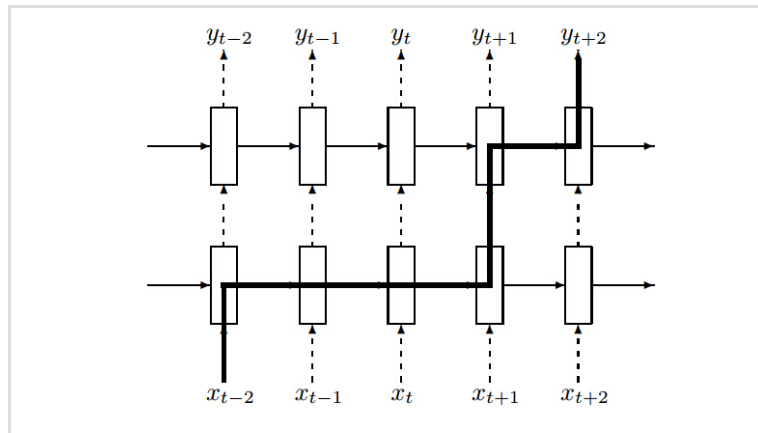 y_{t−2} y_{t−1} y_t y_{t+1} y_{t+2}
x_{t−2} x_{t−1} x_t x_{t+1} x_{t+2}